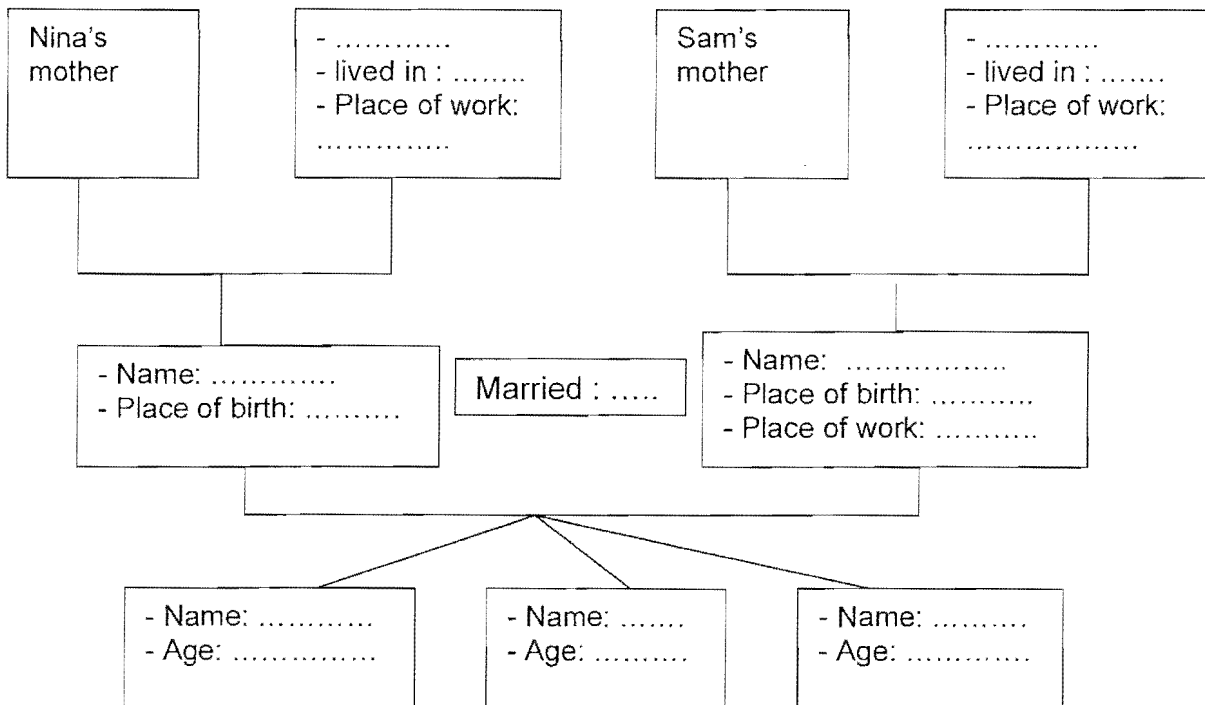 Nina's
mother
- …………
- lived in : ……..
- Place of work:
…………..
Sam's
mother
- …………
- lived in : …….
- Place of work:
………………
- Name: ………….
- Place of birth: ……….
Married : …..
- Name: ……………..
- Place of birth: ………..
- Place of work: ………..
- Name: …………
- Age: ……………
- Name: …….
- Age: ……….
- Name: ……….
- Age: ………….